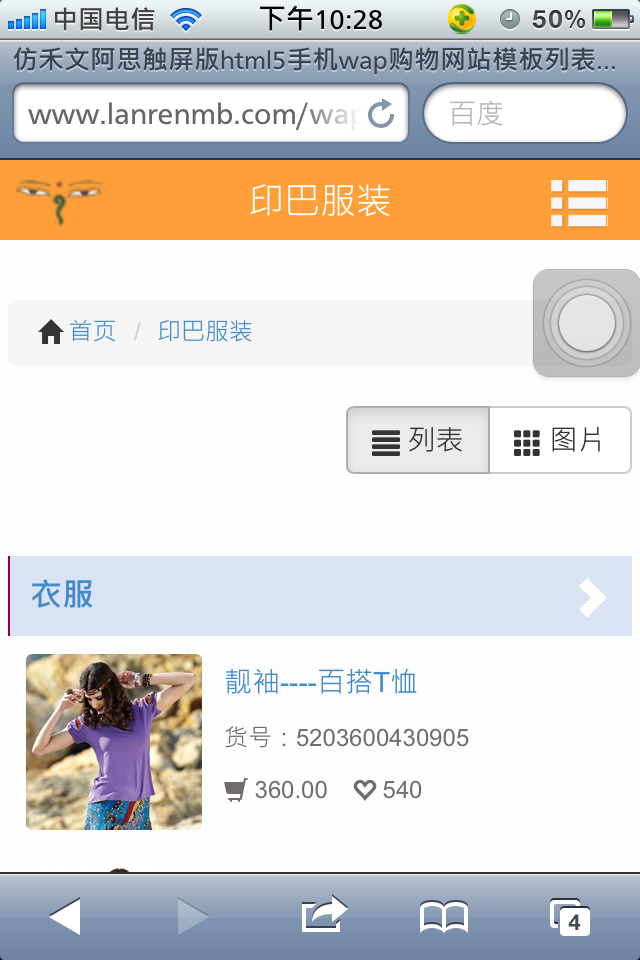 中国电信 下午10:28 50%
仿禾文阿思触屏版html5手机wap购物网站模板列表...
www.lanrenmb.com/wap 百度
印巴服装
首页 / 印巴服装
列表 图片
衣服
靓袖----百搭T恤
货号：5203600430905
360.00 540
4